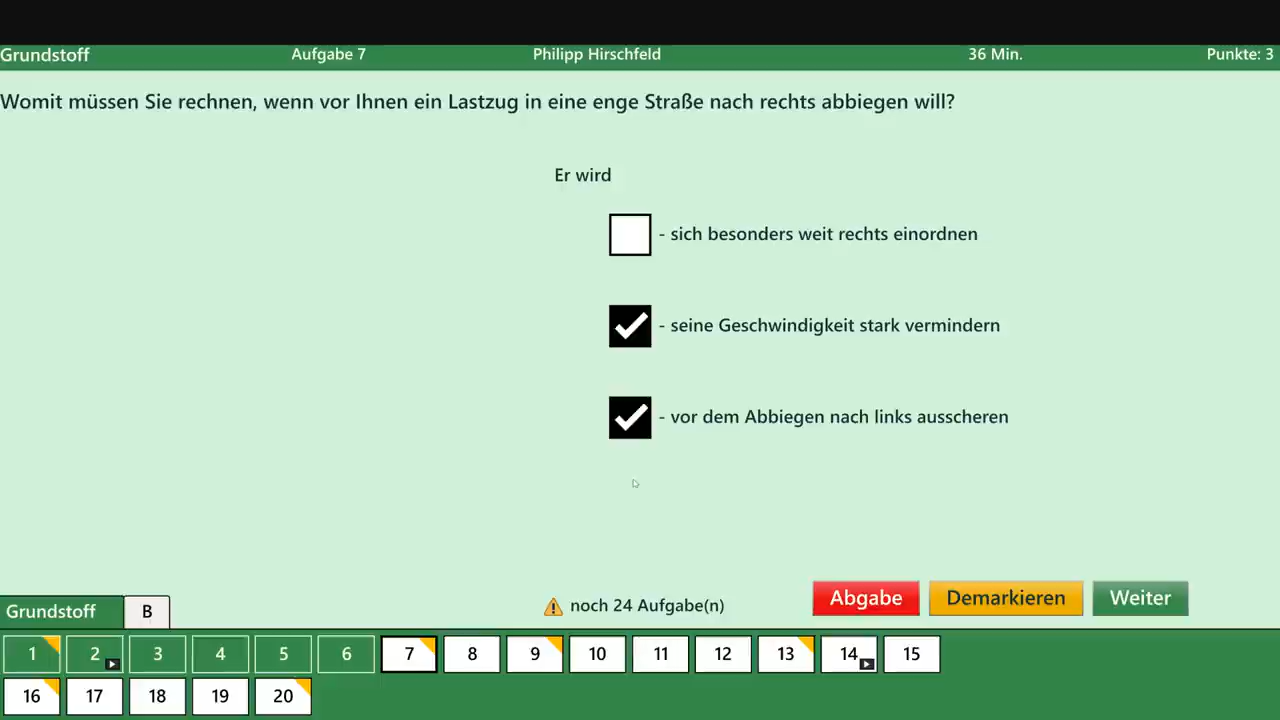 Grundstoff Aufgabe 7 Philipp Hirschfeld 36 Min. Punkte: 3
Womit müssen Sie rechnen, wenn vor Ihnen ein Lastzug in eine enge Straße nach rechts abbiegen will?
Er wird
- sich besonders weit rechts einordnen
- seine Geschwindigkeit stark vermindern
- vor dem Abbiegen nach links ausscheren
Grundstoff B noch 24 Aufgabe(n) Abgabe Demarkieren Weiter
1 2 3 4 5 6 7 8 9 10 11 12 13 14 15
16 17 18 19 20